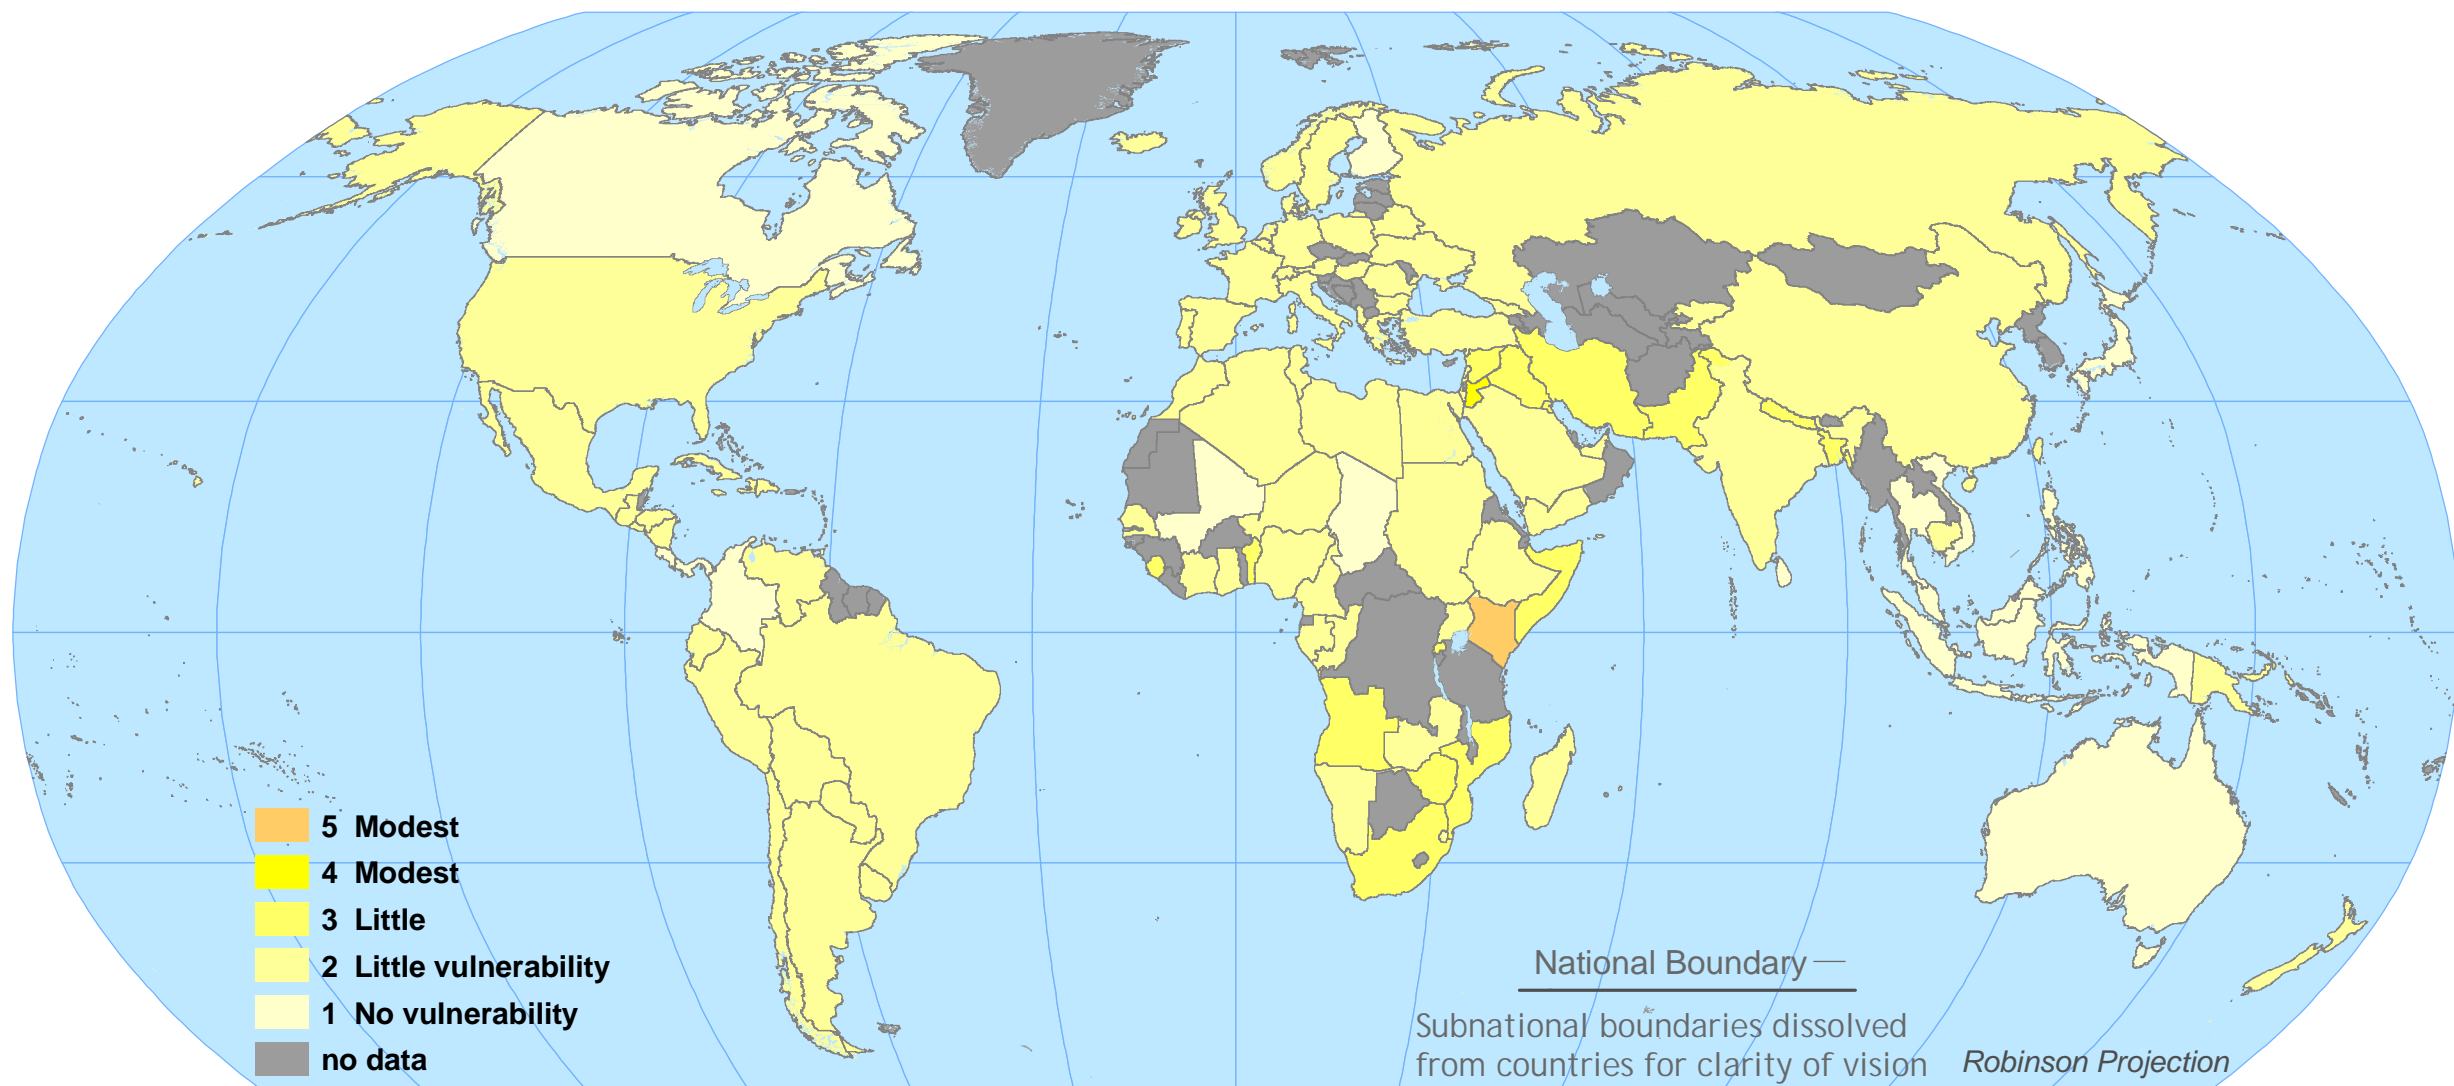 5 Modest
4 Modest
3 Little
2 Little vulnerability
1 No vulnerability
no data
National Boundary
Subnational boundaries dissolved
from countries for clarity of vision
Robinson Projection